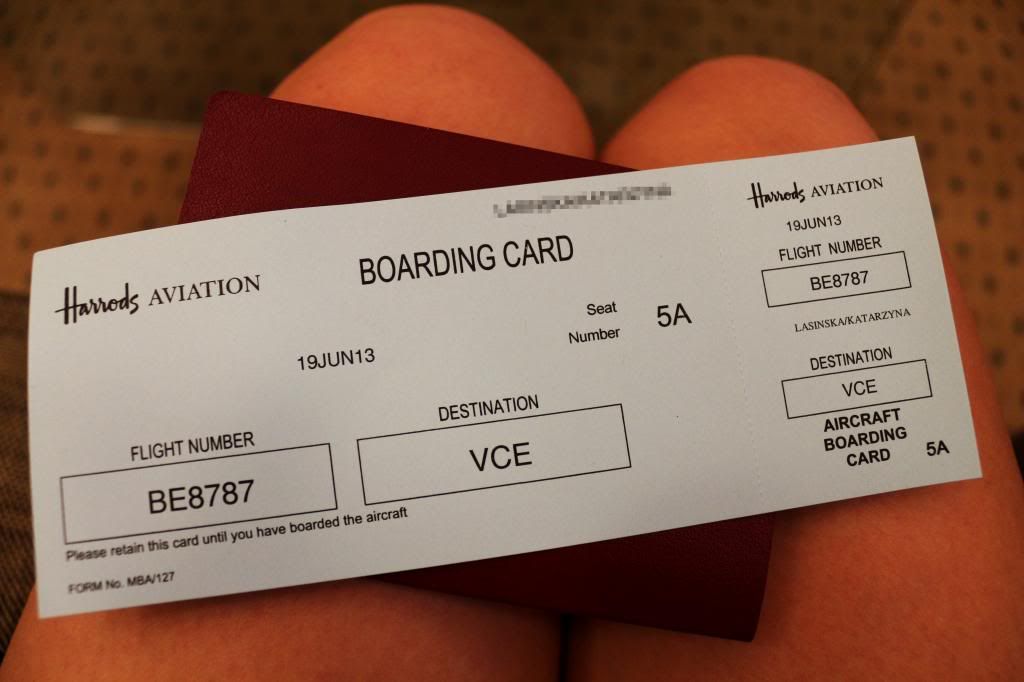 Harrods AVIATION
BOARDING CARD
Seat
Number
5A
19JUN13
FLIGHT NUMBER
BE8787
DESTINATION
VCE
Please retain this card until you have boarded the aircraft
FORM No. MBA/127
Harrods AVIATION
19JUN13
FLIGHT NUMBER
BE8787
LASINSKA/KATARZYNA
DESTINATION
VCE
AIRCRAFT
BOARDING
CARD
5A